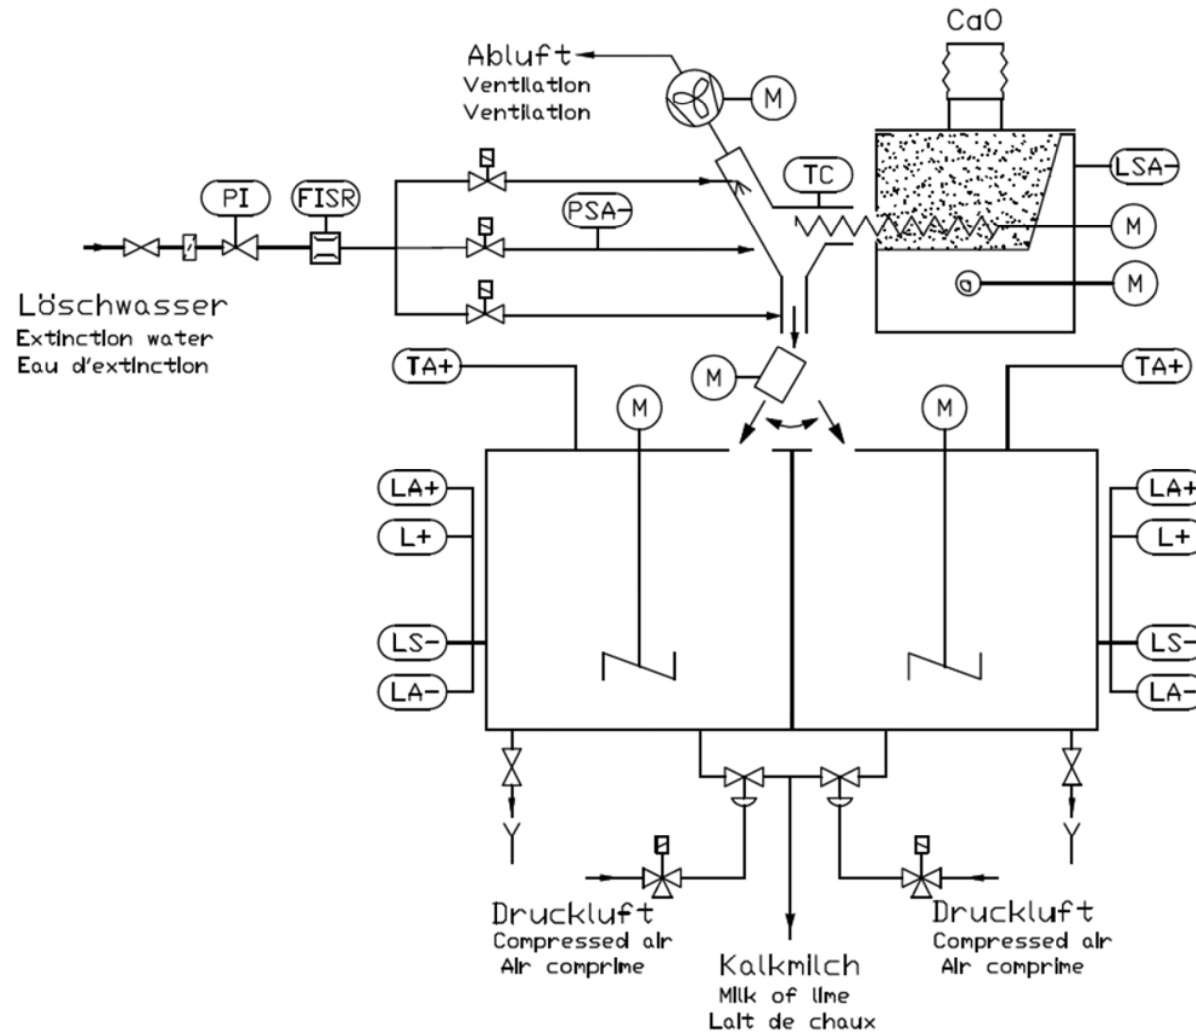 CaO
Abluft
Ventilation
Ventilation
M
TC
LSA-
PI
FISR
PSA-
M
M
Löschwasser
Extinction water
Eau d'extinction
TA+
M
TA+
M
M
LA+
LA+
L+
L+
LS-
LS-
LA-
LA-
Druckluft
Compressed air
Air comprime
Druckluft
Compressed air
Air comprime
Kalkmilch
Milk of lime
Lait de chaux